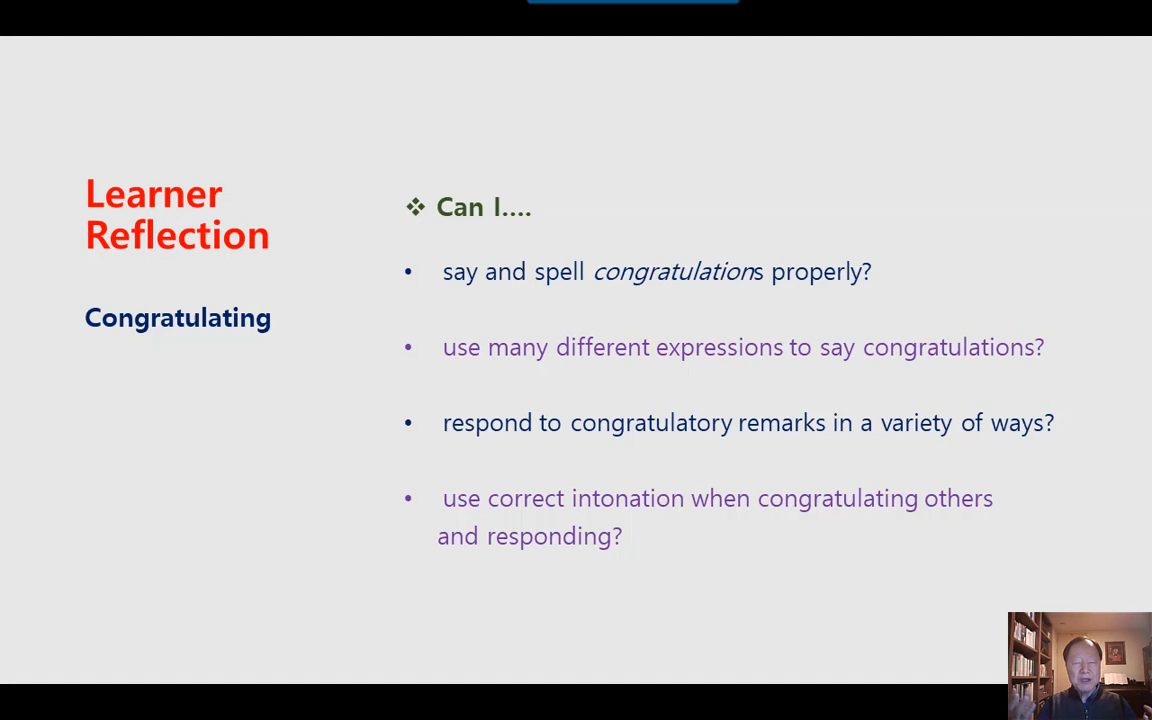 Learner
Reflection
Congratulating
❖ Can I....
• say and spell congratulations properly?
• use many different expressions to say congratulations?
• respond to congratulatory remarks in a variety of ways?
• use correct intonation when congratulating others
and responding?